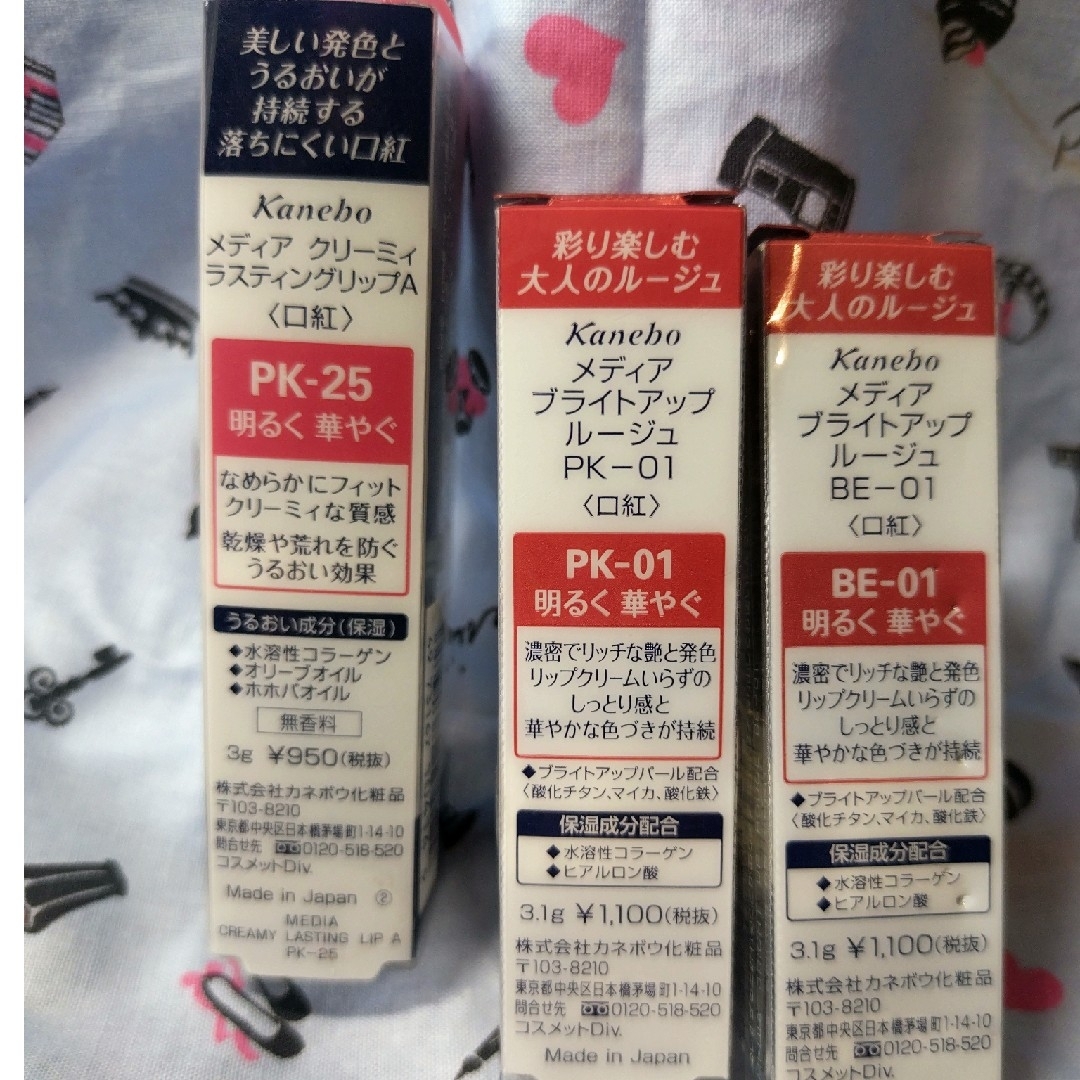 美しい発色と
うるおいが
持続する
落ちにくい口紅
Kanebo
メディア クリーミィ
ラスティングリップA
〈口紅〉
PK-25
明るく 華やぐ
なめらかにフィット
クリーミィな質感
乾燥や荒れを防ぐ
うるおい効果
うるおい成分(保湿)
◆水溶性コラーゲン
◆オリーブオイル
◆ホホバオイル
無香料
3g ¥950(税抜)
株式会社カネボウ化粧品
〒103-8210
東京都中央区日本橋茅場町1-14-10
問合せ先 0120-518-520
コスメットDiv.
Made in Japan ②
MEDIA
CREAMY LASTING LIP A
PK-25
彩り楽しむ
大人のルージュ
Kanebo
メディア
ブライトアップ
ルージュ
PK-01
〈口紅〉
PK-01
明るく 華やぐ
濃密でリッチな艶と発色
リップクリームいらずの
しっとり感と
華やかな色づきが持続
◆ブライトアップパール配合
〈酸化チタン、マイカ、酸化鉄〉
保湿成分配合
◆水溶性コラーゲン
◆ヒアルロン酸
3.1g ¥1,100(税抜)
株式会社カネボウ化粧品
〒103-8210
東京都中央区日本橋茅場町1-14-10
問合せ先 0120-518-520
コスメットDiv.
Made in Japan
彩り楽しむ
大人のルージュ
Kanebo
メディア
ブライトアップ
ルージュ
BE-01
〈口紅〉
BE-01
明るく 華やぐ
濃密でリッチな艶と発色
リップクリームいらずの
しっとり感と
華やかな色づきが持続
◆ブライトアップパール配合
〈酸化チタン、マイカ、酸化鉄〉
保湿成分配合
◆水溶性コラーゲン
◆ヒアルロン酸
3.1g ¥1,100(税抜)
株式会社カネボウ化粧品
〒103-8210
東京都中央区日本橋茅場町1-14-10
問合せ先 0120-518-520
コスメットDiv.